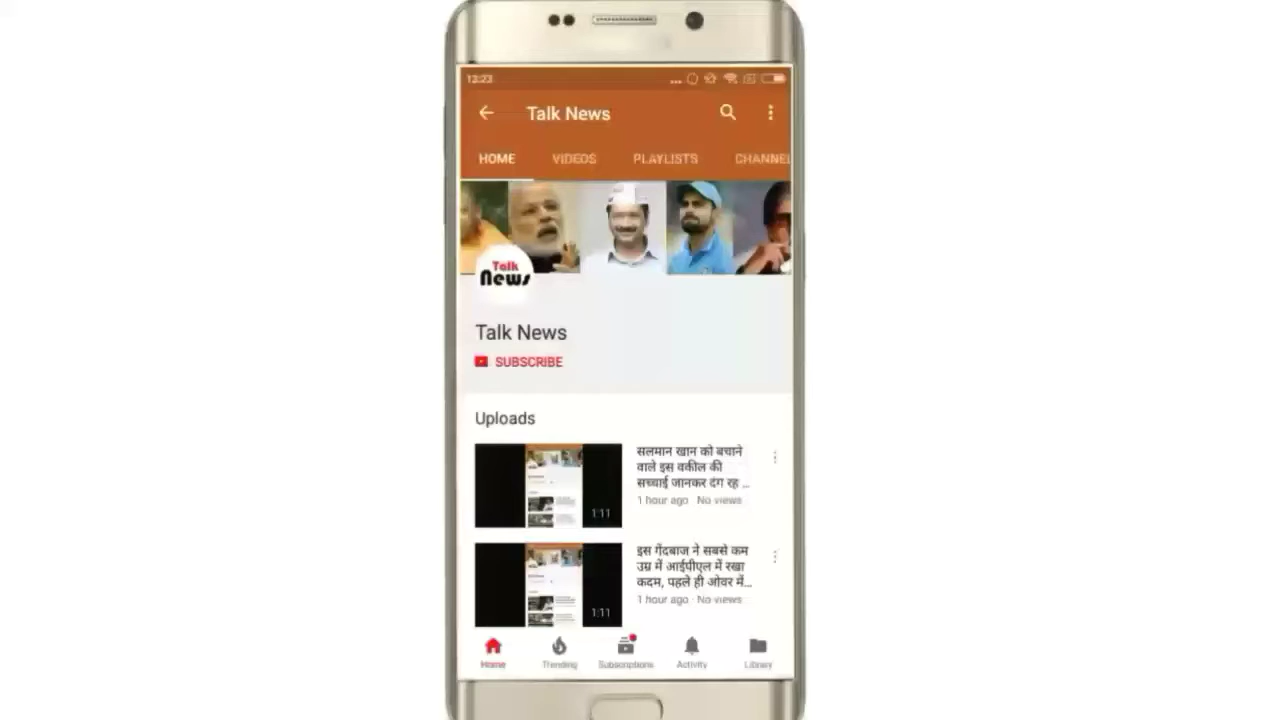 13:23
Talk News
HOME VIDEOS PLAYLISTS CHANNEL
Talk
News
Talk News
SUBSCRIBE
Uploads
सलमान खान को बचाने
वाले इस वकील की
सच्चाई जानकर दंग रह ...
1 hour ago · No views
1:11
इस गेंदबाज ने सबसे कम
उम्र में आईपीएल में रखा
कदम, पहले ही ओवर में...
1 hour ago · No views
1:11
Home Trending Subscriptions Activity Library